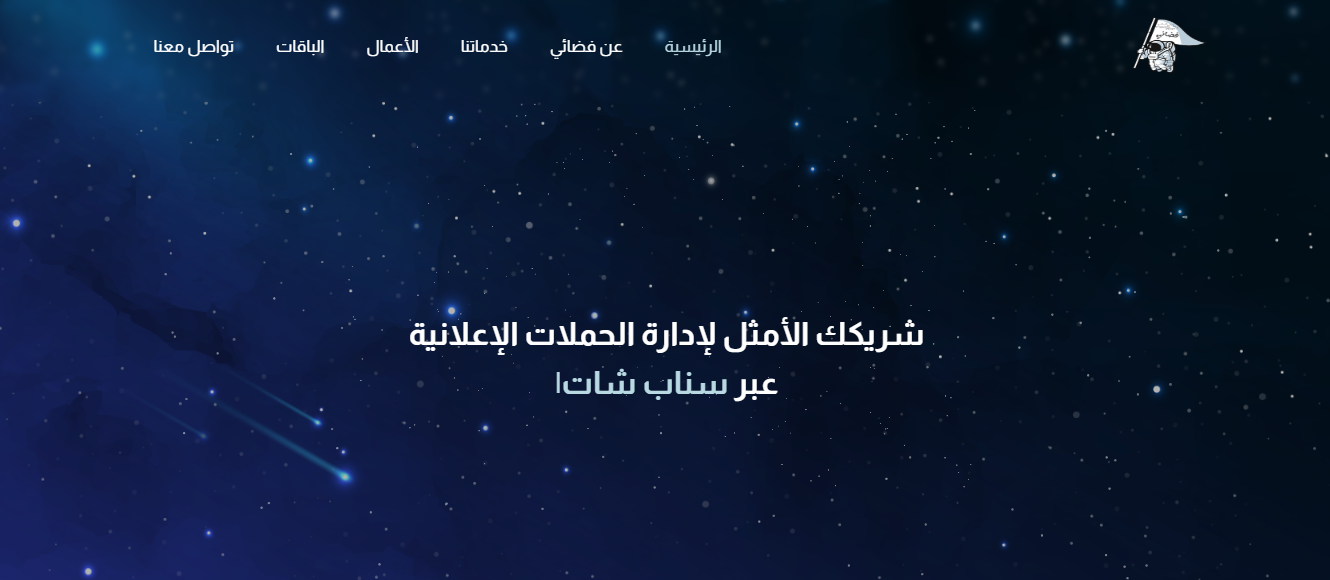 فضائي
الرئيسية
عن فضائي
خدماتنا
الأعمال
الباقات
تواصل معنا
شريكك الأمثل لإدارة الحملات الإعلانية
عبر سناب شات